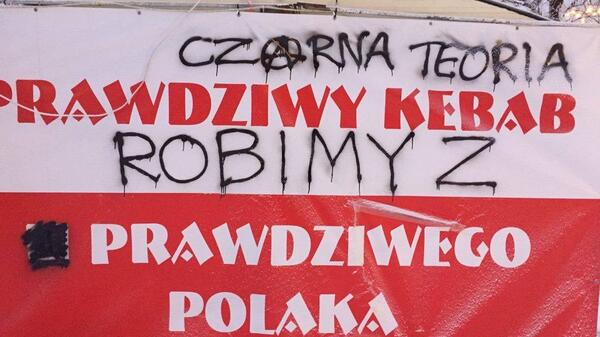 CZARNA TEORIA
PRAWDZIWY KEBAB
ROBIMY Z
PRAWDZIWEGO
POLAKA